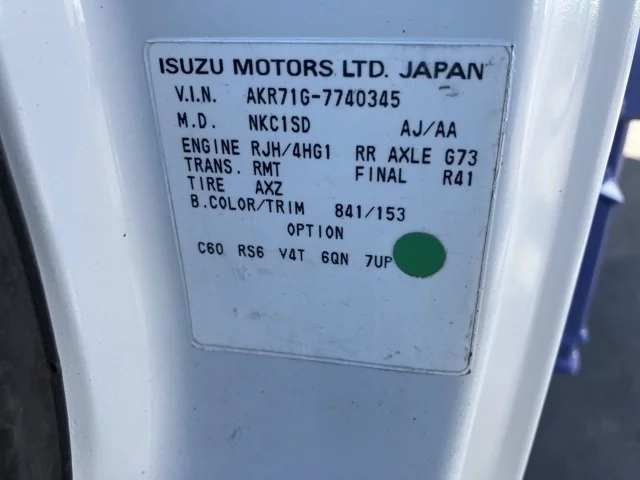 ISUZU MOTORS LTD. JAPAN
V.I.N. AKR71G-7740345
M.D. NKC1SD AJ/AA
ENGINE RJH/4HG1 RR AXLE G73
TRANS. RMT FINAL R41
TIRE AXZ
B.COLOR/TRIM 841/153
OPTION
C60 RS6 V4T 6QN 7UP